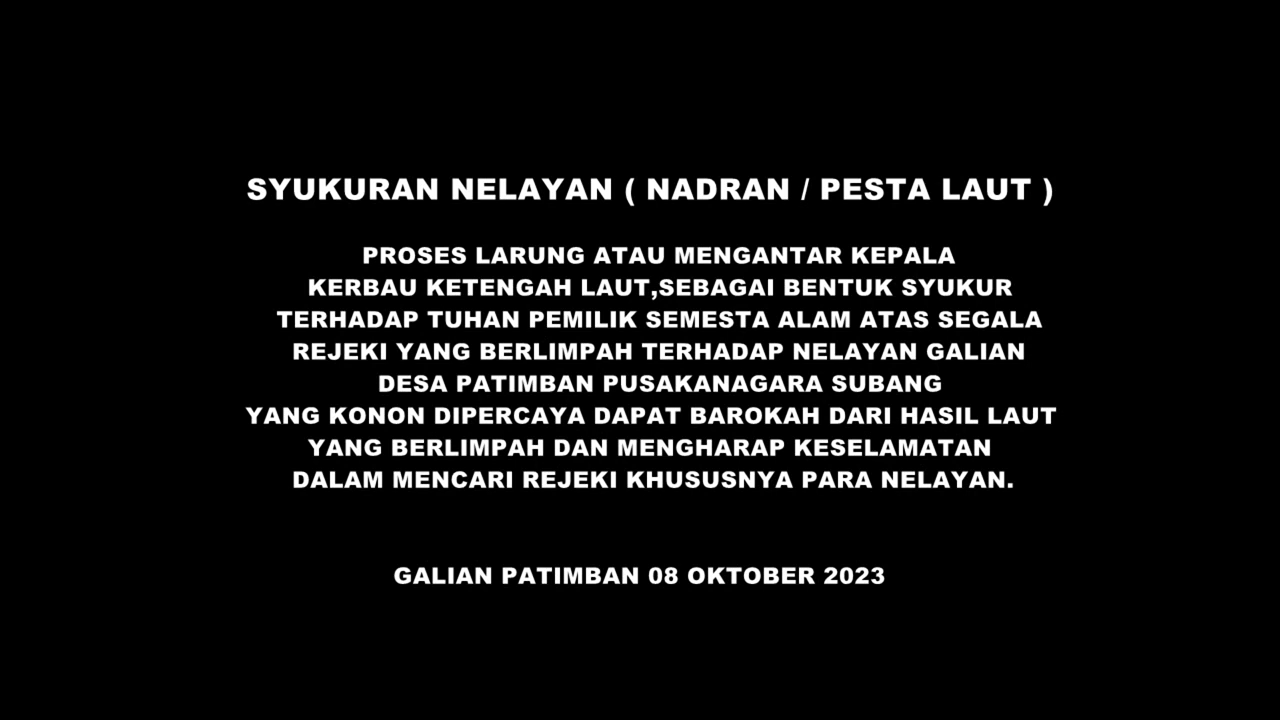 SYUKURAN NELAYAN ( NADRAN / PESTA LAUT )
PROSES LARUNG ATAU MENGANTAR KEPALA
KERBAU KETENGAH LAUT,SEBAGAI BENTUK SYUKUR
TERHADAP TUHAN PEMILIK SEMESTA ALAM ATAS SEGALA
REJEKI YANG BERLIMPAH TERHADAP NELAYAN GALIAN
DESA PATIMBAN PUSAKANAGARA SUBANG
YANG KONON DIPERCAYA DAPAT BAROKAH DARI HASIL LAUT
YANG BERLIMPAH DAN MENGHARAP KESELAMATAN
DALAM MENCARI REJEKI KHUSUSNYA PARA NELAYAN.
GALIAN PATIMBAN 08 OKTOBER 2023